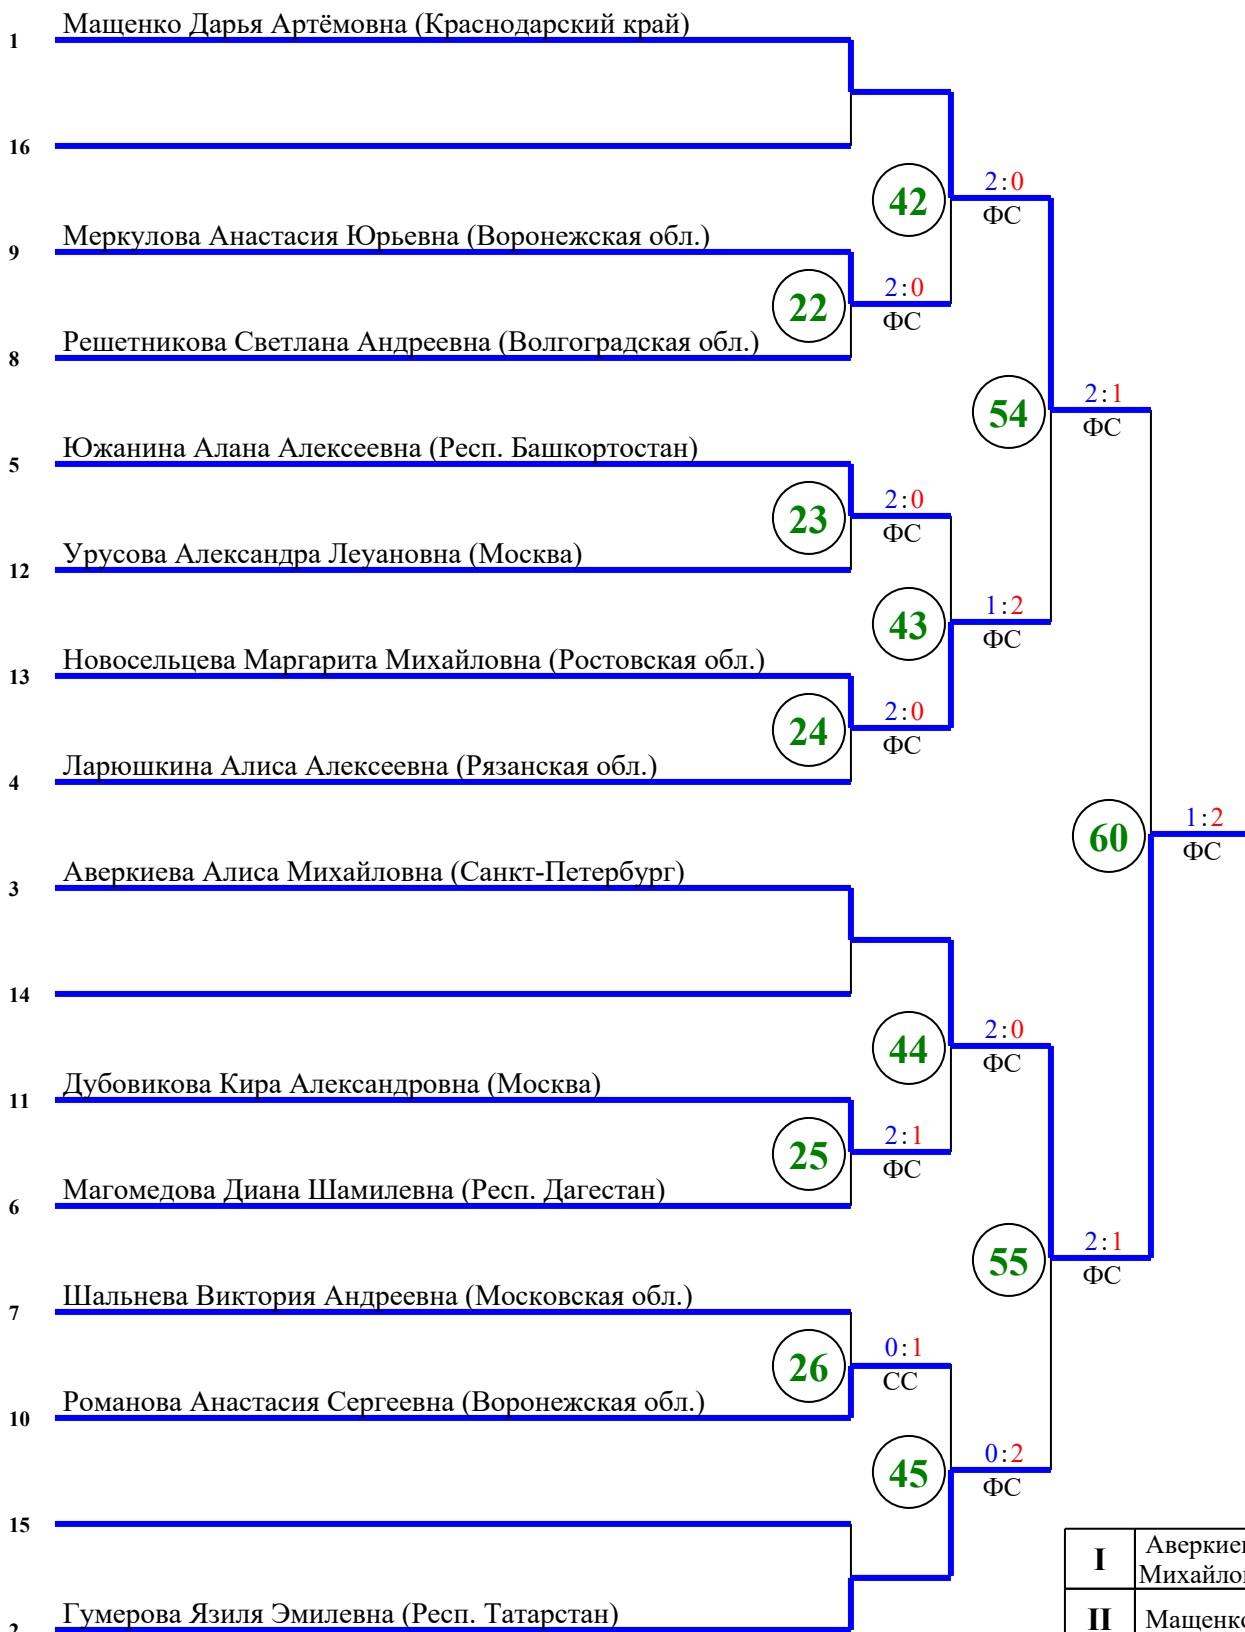 Мащенко Дарья Артёмовна (Краснодарский край)
1
16
42
2:0
ФС
Меркулова Анастасия Юрьевна (Воронежская обл.)
9
22
2:0
ФС
Решетникова Светлана Андреевна (Волгоградская обл.)
8
54
2:1
ФС
Южанина Алана Алексеевна (Респ. Башкортостан)
5
23
2:0
ФС
Урусова Александра Леуановна (Москва)
12
43
1:2
ФС
Новосельцева Маргарита Михайловна (Ростовская обл.)
13
24
2:0
ФС
Ларюшкина Алиса Алексеевна (Рязанская обл.)
4
60
1:2
ФС
Аверкиева Алиса Михайловна (Санкт-Петербург)
3
14
44
2:0
ФС
Дубовикова Кира Александровна (Москва)
11
25
2:1
ФС
Магомедова Диана Шамилевна (Респ. Дагестан)
6
55
2:1
ФС
Шальнева Виктория Андреевна (Московская обл.)
7
26
0:1
СС
Романова Анастасия Сергеевна (Воронежская обл.)
10
45
0:2
ФС
15
Гумерова Язиля Эмилевна (Респ. Татарстан)
2
I
II
Мащенко